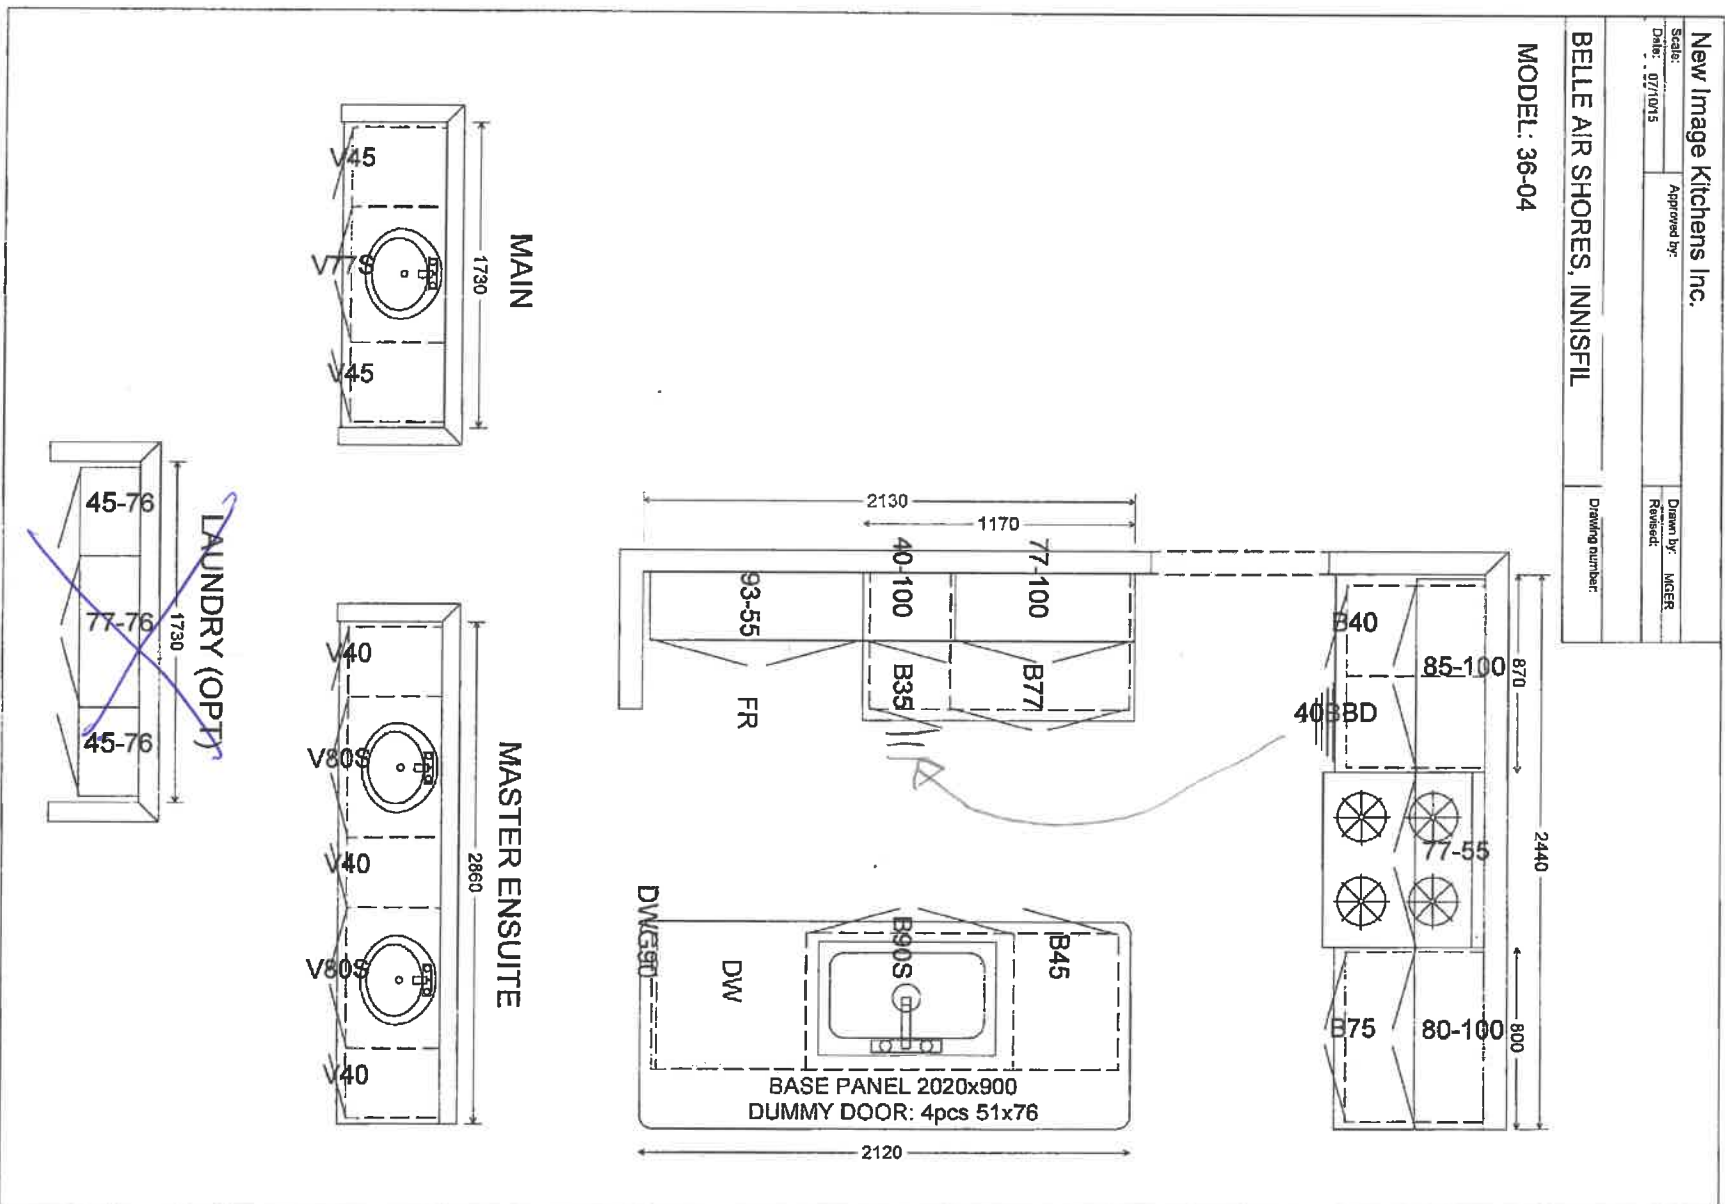 New Image Kitchens Inc.
Scale:
Date: 07/10/15
Approved by:
Drawn by: MGER
Revised:
BELLE AIR SHORES, INNISFIL
Drawing number:
MODEL: 36-04
MAIN
1730
V45
V77S
V45
LAUNDRY (OPT)
1730
45-76
77-76
45-76
MASTER ENSUITE
2860
V40
V80S
V40
V80S
V40
2130
1170
93-55
40-100
77-100
FR
B35
B77
B40
85-100
870
40BBD
2440
77-55
B75
80-100
800
DWG90
DW
B90S
B45
BASE PANEL 2020x900
DUMMY DOOR: 4pcs 51x76
2120